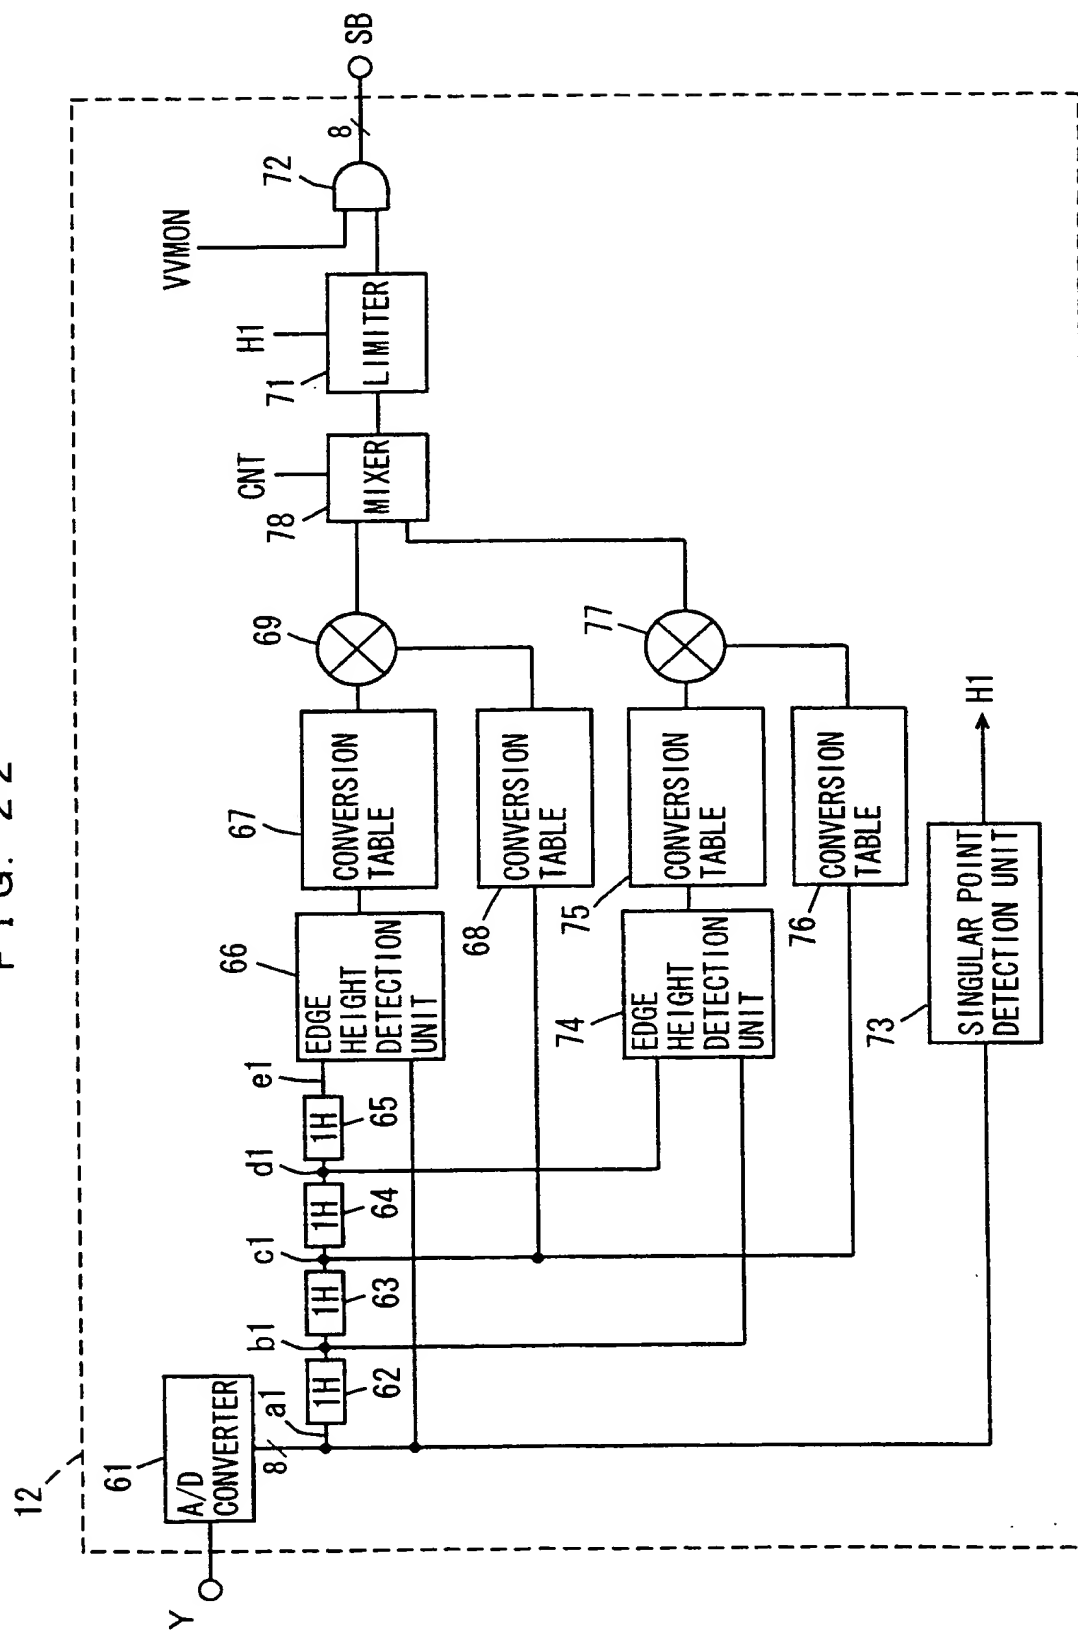 FIG. 22
12
Y
61
A/D
CONVERTER
8
a1
1H
62
b1
1H
63
c1
1H
64
d1
1H
65
e1
66
EDGE
HEIGHT
DETECTION
UNIT
67
CONVERSION
TABLE
68
CONVERSION
TABLE
69
74
EDGE
HEIGHT
DETECTION
UNIT
75
CONVERSION
TABLE
76
CONVERSION
TABLE
77
73
SINGULAR POINT
DETECTION UNIT
H1
CNT
78
MIXER
H1
71
LIMITER
VVMON
72
8
SB